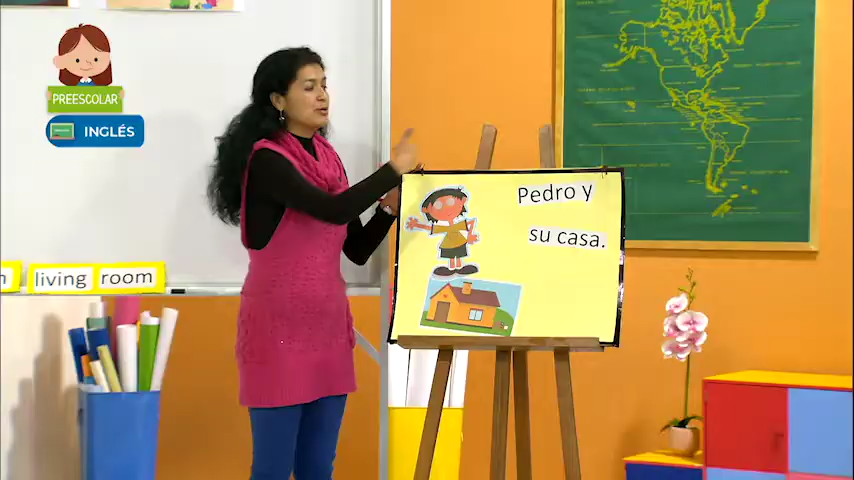 PREESCOLAR
INGLÉS
Pedro y
su casa.
living room